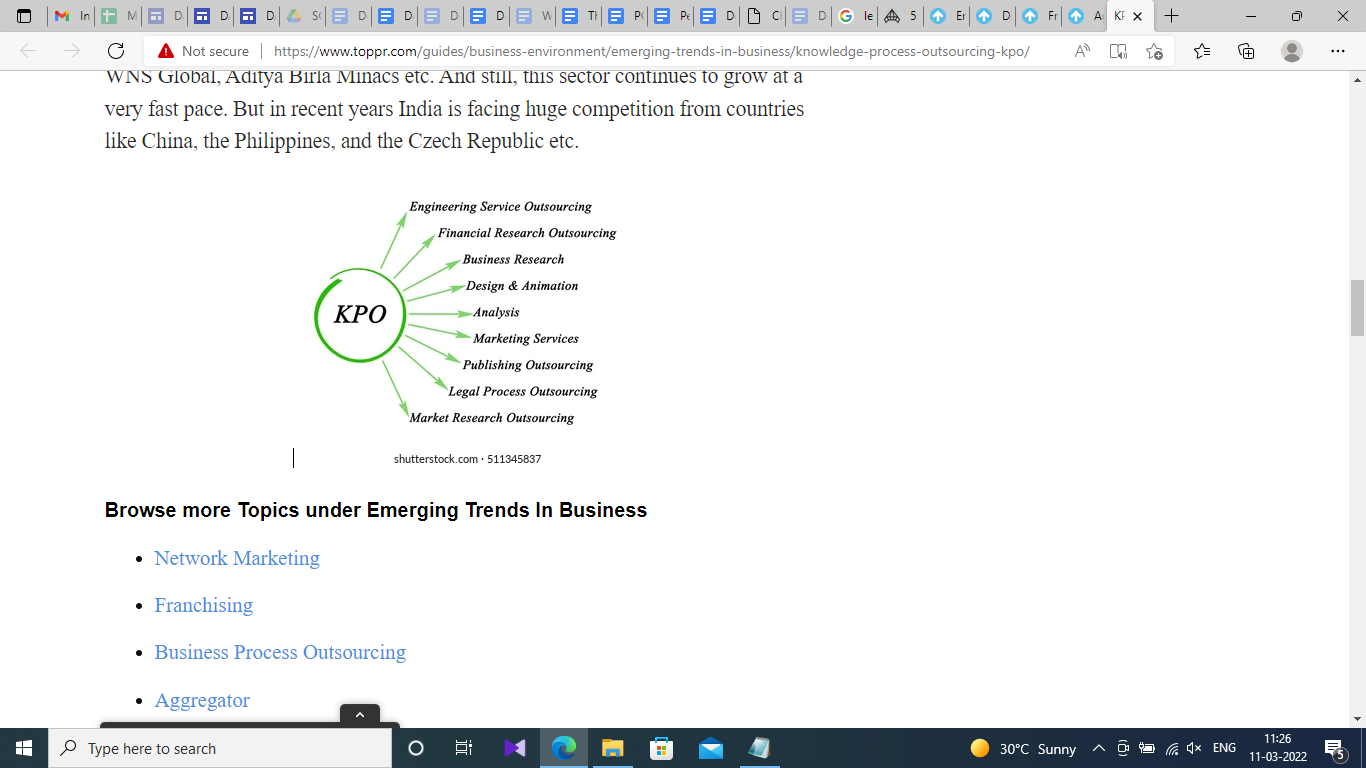 In
M
D
D
D
SC
D
D
D
D
W
Th
PC
Pe
D
Cl
D
le
5
Er
D
Fr
A
KF
Not secure
https://www.toppr.com/guides/business-environment/emerging-trends-in-business/knowledge-process-outsourcing-kpo/
WNS Global, Aditya Birla Minacs etc. And still, this sector continues to grow at a
very fast pace. But in recent years India is facing huge competition from countries
like China, the Philippines, and the Czech Republic etc.
Engineering Service Outsourcing
Financial Research Outsourcing
Business Research
Design & Animation
KPO
Analysis
Marketing Services
Publishing Outsourcing
Legal Process Outsourcing
Market Research Outsourcing
shutterstock.com · 511345837
Browse more Topics under Emerging Trends In Business
Network Marketing
Franchising
Business Process Outsourcing
Aggregator
Type here to search
30°C Sunny
ENG
11:26
11-03-2022
5